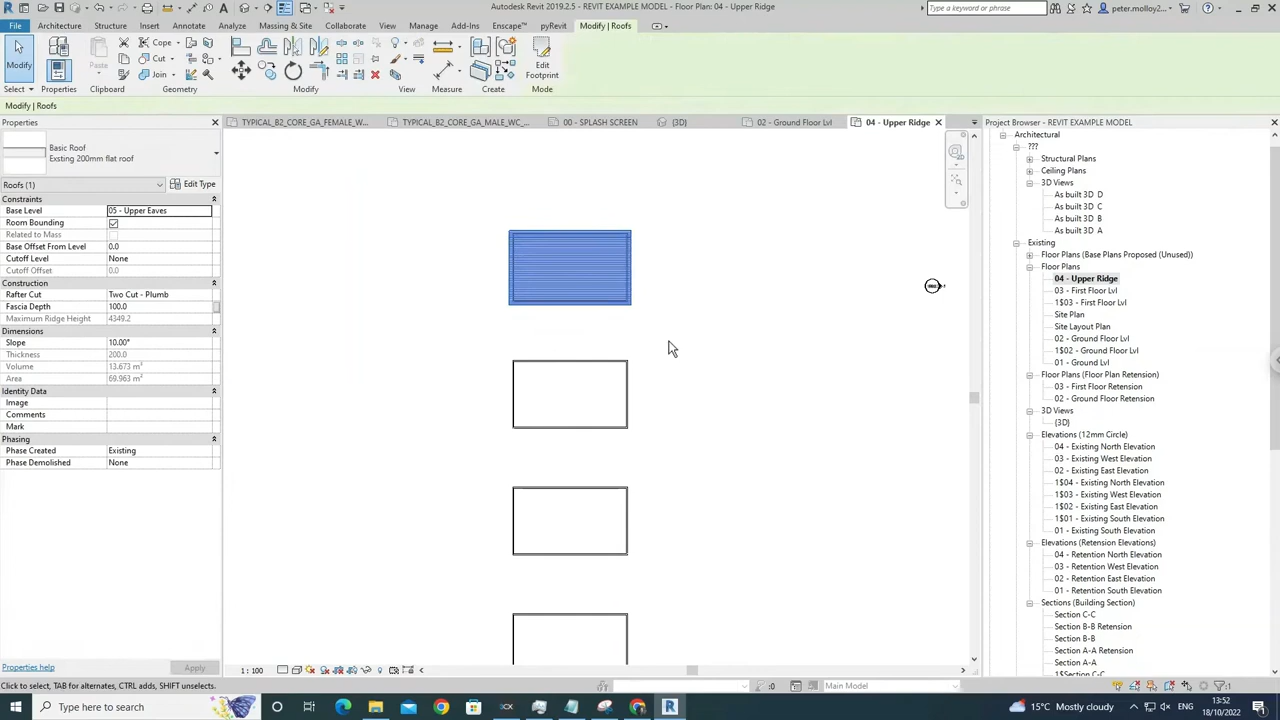 Autodesk Revit 2019.2.5 - REVIT EXAMPLE MODEL - Floor Plan: 04 - Upper Ridge
Type a keyword or phrase
peter.molloy2...
File Architecture Structure Insert Annotate Analyze Massing & Site Collaborate View Manage Add-Ins Enscape™ pyRevit Modify | Roofs
Modify
Properties
Paste
Cope
Cut
Join
Edit
Footprint
Select Properties Clipboard Geometry Modify View Measure Create Mode
Modify | Roofs
Properties
TYPICAL_B2_CORE_GA_FEMALE_W... TYPICAL_B2_CORE_GA_MALE_WC_... 00 - SPLASH SCREEN {3D} 02 - Ground Floor Lvl 04 - Upper Ridge
Project Browser - REVIT EXAMPLE MODEL
Basic Roof
Exsting 200mm flat roof
Roofs (1) Edit Type
Constraints
Base Level 05 - Upper Eaves
Room Bounding
Related to Mass
Base Offset From Level 0.0
Cutoff Level None
Cutoff Offset 0.0
Construction
Rafter Cut Two Cut - Plumb
Fascia Depth 100.0
Maximum Ridge Height 4349.2
Dimensions
Slope 10.00°
Thickness 200.0
Volume 13.673 m³
Area 69.963 m²
Identity Data
Image
Comments
Mark
Phasing
Phase Created Existing
Phase Demolished None
Properties help Apply
Architectural
???
Structural Plans
Ceiling Plans
3D Views
As built 3D D
As built 3D C
As built 3D B
As built 3D A
Existing
Floor Plans (Base Plans Proposed (Unused))
Floor Plans
04 - Upper Ridge
03 - First Floor Lvl
1$03 - First Floor Lvl
Site Plan
Site Layout Plan
02 - Ground Floor Lvl
1$02 - Ground Floor Lvl
01 - Ground Lvl
Floor Plans (Floor Plan Retension)
03 - First Floor Retension
02 - Ground Floor Retension
3D Views
{3D}
Elevations (12mm Circle)
04 - Existing North Elevation
03 - Existing West Elevation
02 - Existing East Elevation
1$04 - Existing North Elevation
1$03 - Existing West Elevation
1$02 - Existing East Elevation
1$01 - Existing South Elevation
01 - Existing South Elevation
Elevations (Retension Elevations)
04 - Retension North Elevation
03 - Retension West Elevation
02 - Retension East Elevation
01 - Retension South Elevation
Sections (Building Section)
Section C-C
Section B-B Retension
Section B-B
Section A-A Retension
Section A-A
1$Section C-C
1 : 100
Click to select, TAB for alternates, CTRL adds, SHIFT unselects.
:0
Main Model
:1
Type here to search
15°C Mostly cloudy
ENG
13:52
18/10/2022